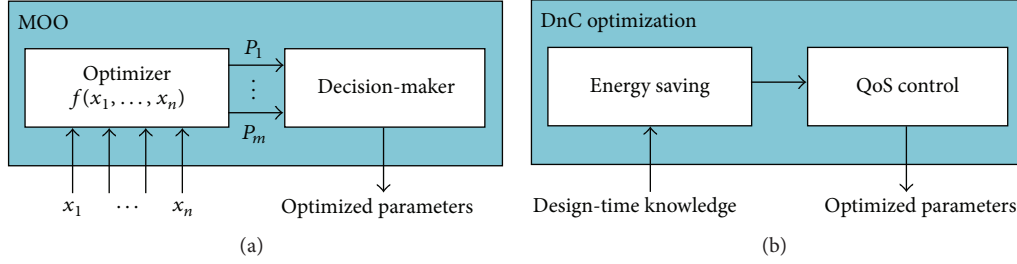 MOO
Optimizer
f(x₁, …, xₙ)
P₁
⋮
Pₘ
Decision-maker
x₁ ⋯ xₙ
Optimized parameters
(a)
DnC optimization
Energy saving
QoS control
Design-time knowledge
Optimized parameters
(b)